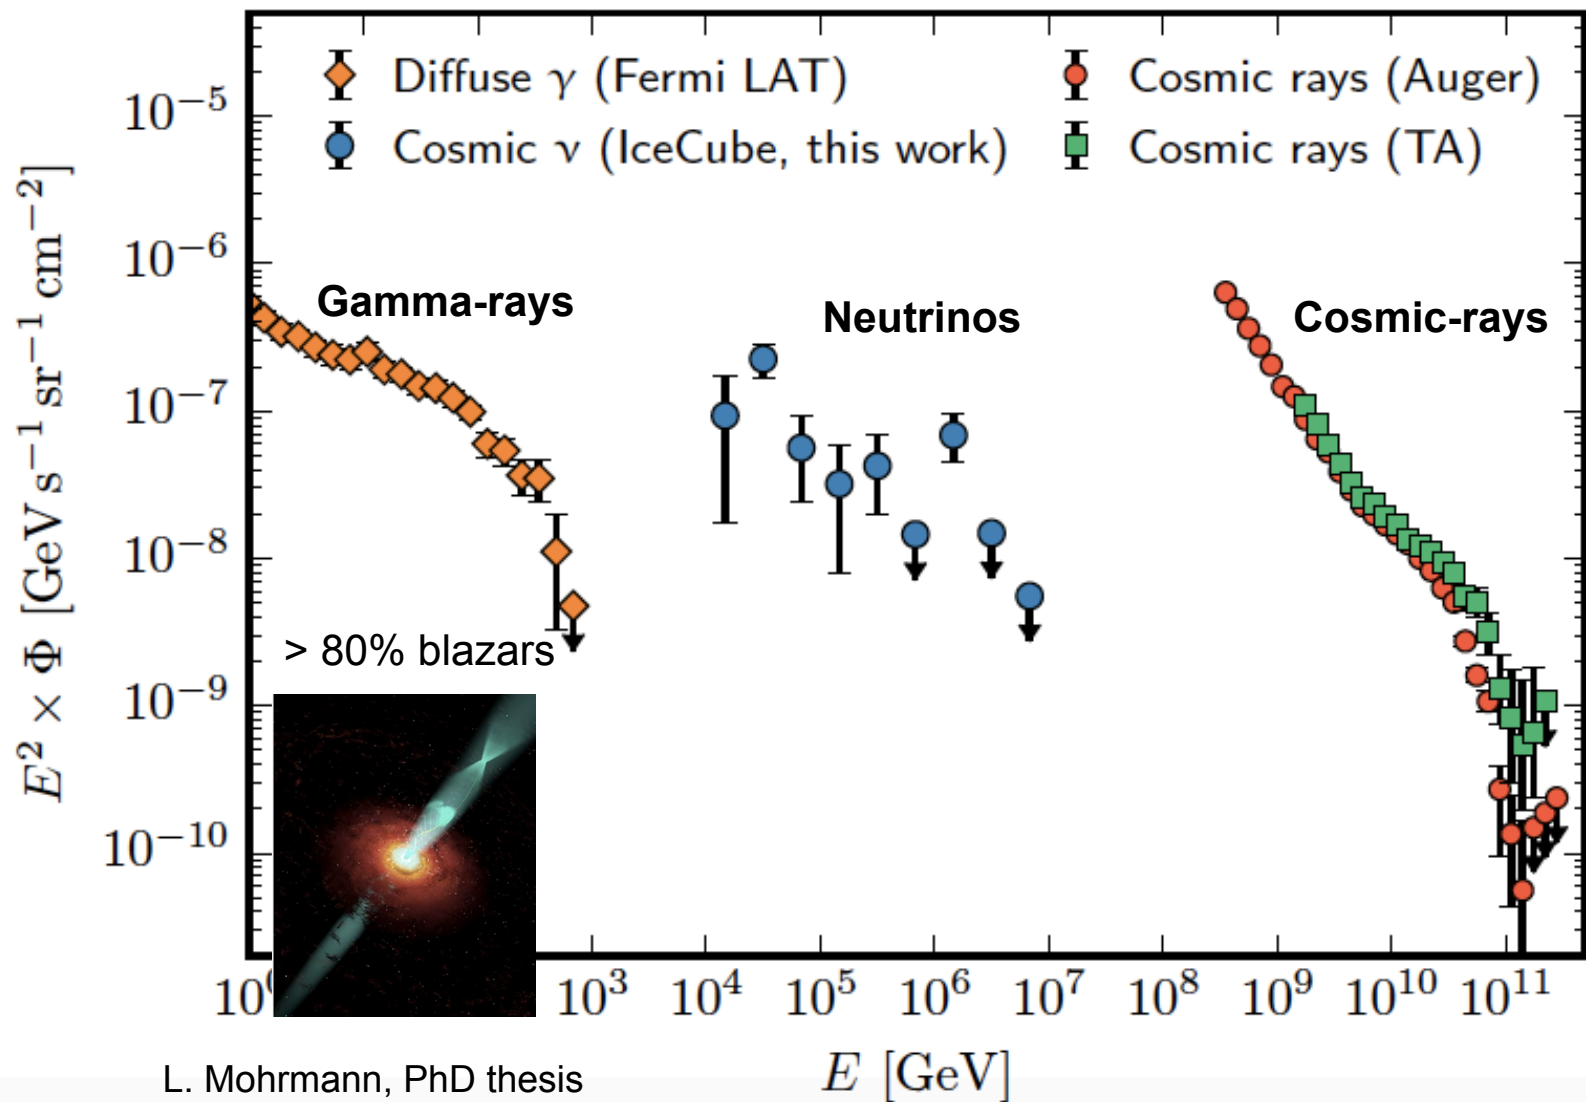 Diffuse γ (Fermi LAT)
Cosmic ν (IceCube, this work)
Cosmic rays (Auger)
Cosmic rays (TA)
10⁻⁵
10⁻⁶
10⁻⁷
10⁻⁸
10⁻⁹
10⁻¹⁰
E² × Φ [GeV s⁻¹ sr⁻¹ cm⁻²]
Gamma-rays
Neutrinos
Cosmic-rays
> 80% blazars
10⁰ 10³ 10⁴ 10⁵ 10⁶ 10⁷ 10⁸ 10⁹ 10¹⁰ 10¹¹
E [GeV]
L. Mohrmann, PhD thesis